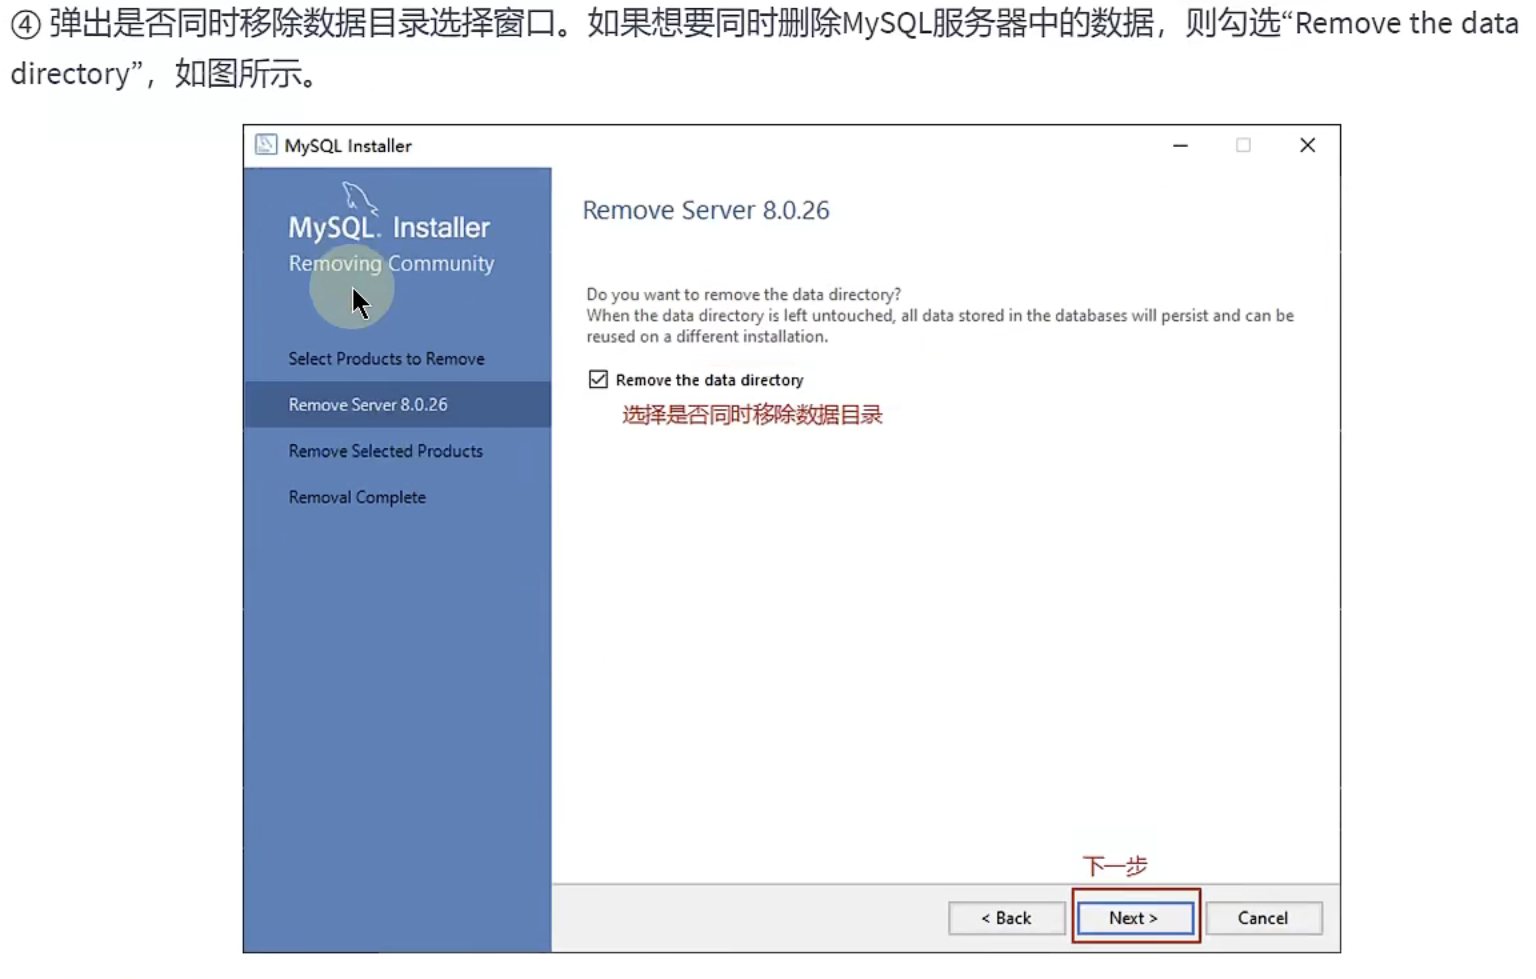 ④ 弹出是否同时移除数据目录选择窗口。如果想要同时删除MySQL服务器中的数据，则勾选“Remove the data
directory”，如图所示。
MySQL Installer
MySQL. Installer
Removing Community
Select Products to Remove
Remove Server 8.0.26
Remove Selected Products
Removal Complete
Remove Server 8.0.26
Do you want to remove the data directory?
When the data directory is left untouched, all data stored in the databases will persist and can be
reused on a different installation.
Remove the data directory
选择是否同时移除数据目录
下一步
< Back
Next >
Cancel